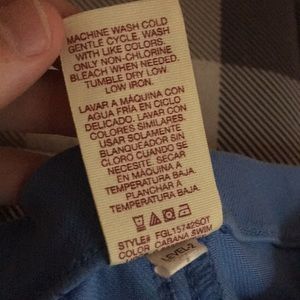 MACHINE WASH COLD
GENTLE CYCLE. WASH
WITH LIKE COLORS.
ONLY NON-CHLORINE
BLEACH WHEN NEEDED.
TUMBLE DRY LOW.
LOW IRON.
LAVAR A MÁQUINA CON
AGUA FRÍA EN CICLO
DELICADO. LAVAR CON
COLORES SIMILARES.
USAR SOLAMENTE
BLANQUEADOR SIN
CLORO CUANDO SE
NECESITE. SECAR
EN MÁQUINA A
TEMPERATURA BAJA.
PLANCHAR A
TEMPERATURA BAJA.
STYLE# FGL15742SOT
COLOR CABANA SWIM
LEVEL-2